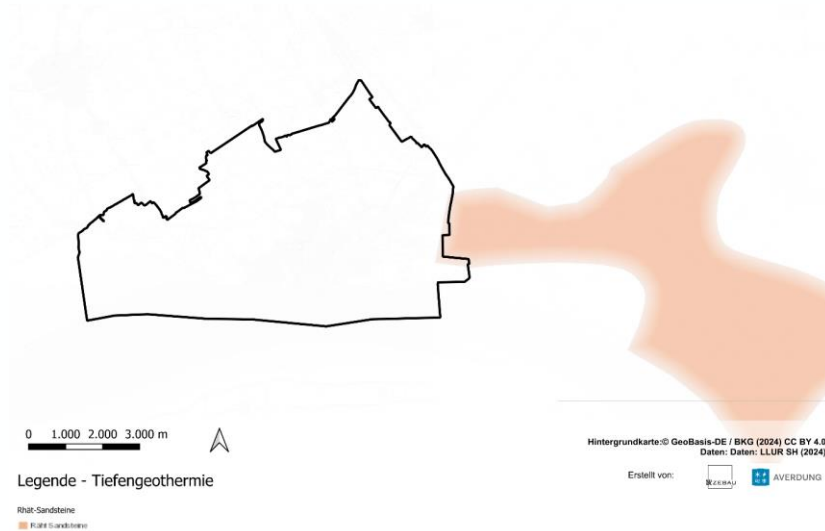 0 1.000 2.000 3.000 m
Hintergrundkarte:© GeoBasis-DE / BKG (2024) CC BY 4.0
Daten: Daten: LLUR SH (2024)
Legende - Tiefengeothermie
Erstellt von: ZEBAU AVERDUNG
Rhät-Sandsteine
Rhät Sandsteine